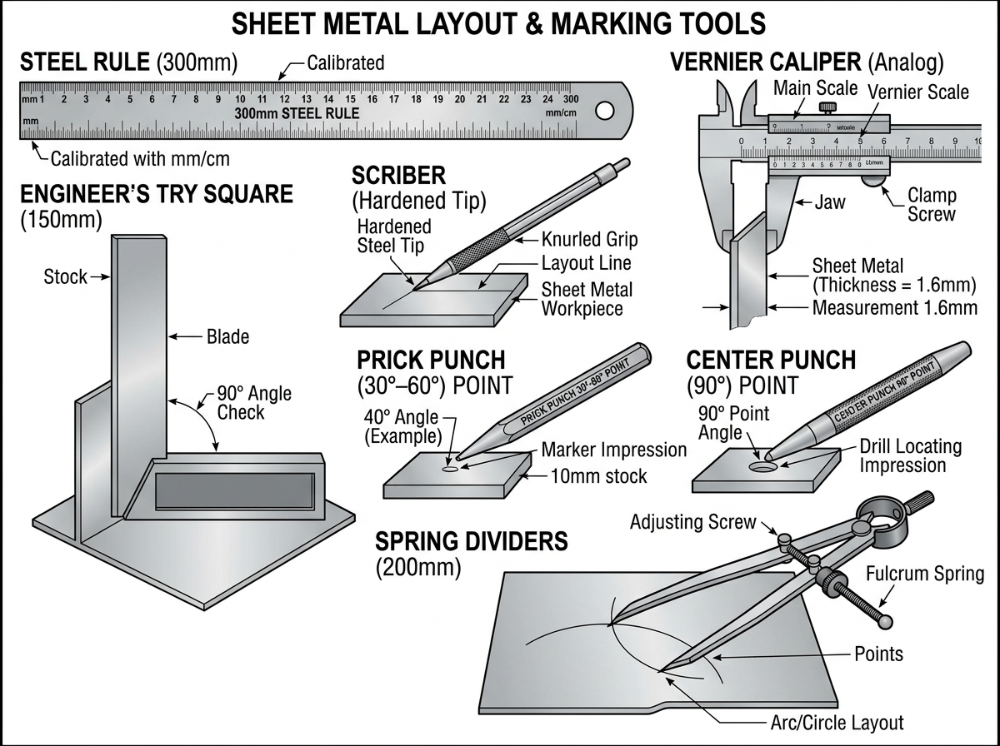 SHEET METAL LAYOUT & MARKING TOOLS
STEEL RULE (300mm)
Calibrated
mm 1 2 3 4 5 6 7 8 9 10 11 12 13 14 15 16 17 18 19 20 21 22 23 24 300
300mm STEEL RULE
mm/cm
mm
Calibrated with mm/cm
VERNIER CALIPER (Analog)
Main Scale
Vernier Scale
0 1 2 3 4 5 6 7 8 9 10
0 1 2 3 4 5 6 7 8 0
Jaw
Clamp
Screw
Sheet Metal
(Thickness = 1.6mm)
Measurement 1.6mm
ENGINEER'S TRY SQUARE
(150mm)
Stock
Blade
90° Angle
Check
SCRIBER
(Hardened Tip)
Hardened
Steel Tip
Knurled Grip
Layout Line
Sheet Metal
Workpiece
PRICK PUNCH
(30°–60°) POINT
PRICK PUNCH 30°-68° POINT
40° Angle
(Example)
Marker Impression
10mm stock
CENTER PUNCH
(90°) POINT
PUNCH 90° POINT
90° Point
Angle
Drill Locating
Impression
SPRING DIVIDERS
(200mm)
Adjusting Screw
Fulcrum Spring
Points
Arc/Circle Layout